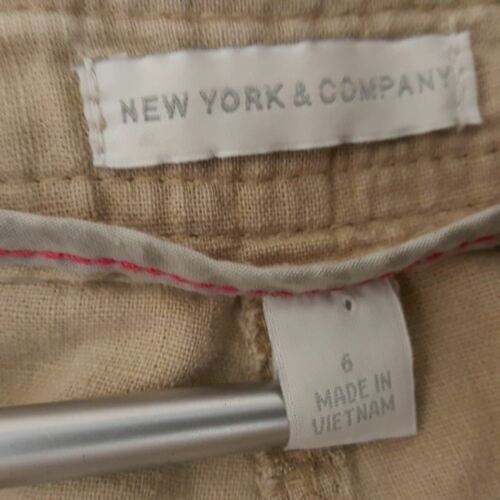 NEW YORK & COMPANY
6
MADE IN
VIETNAM